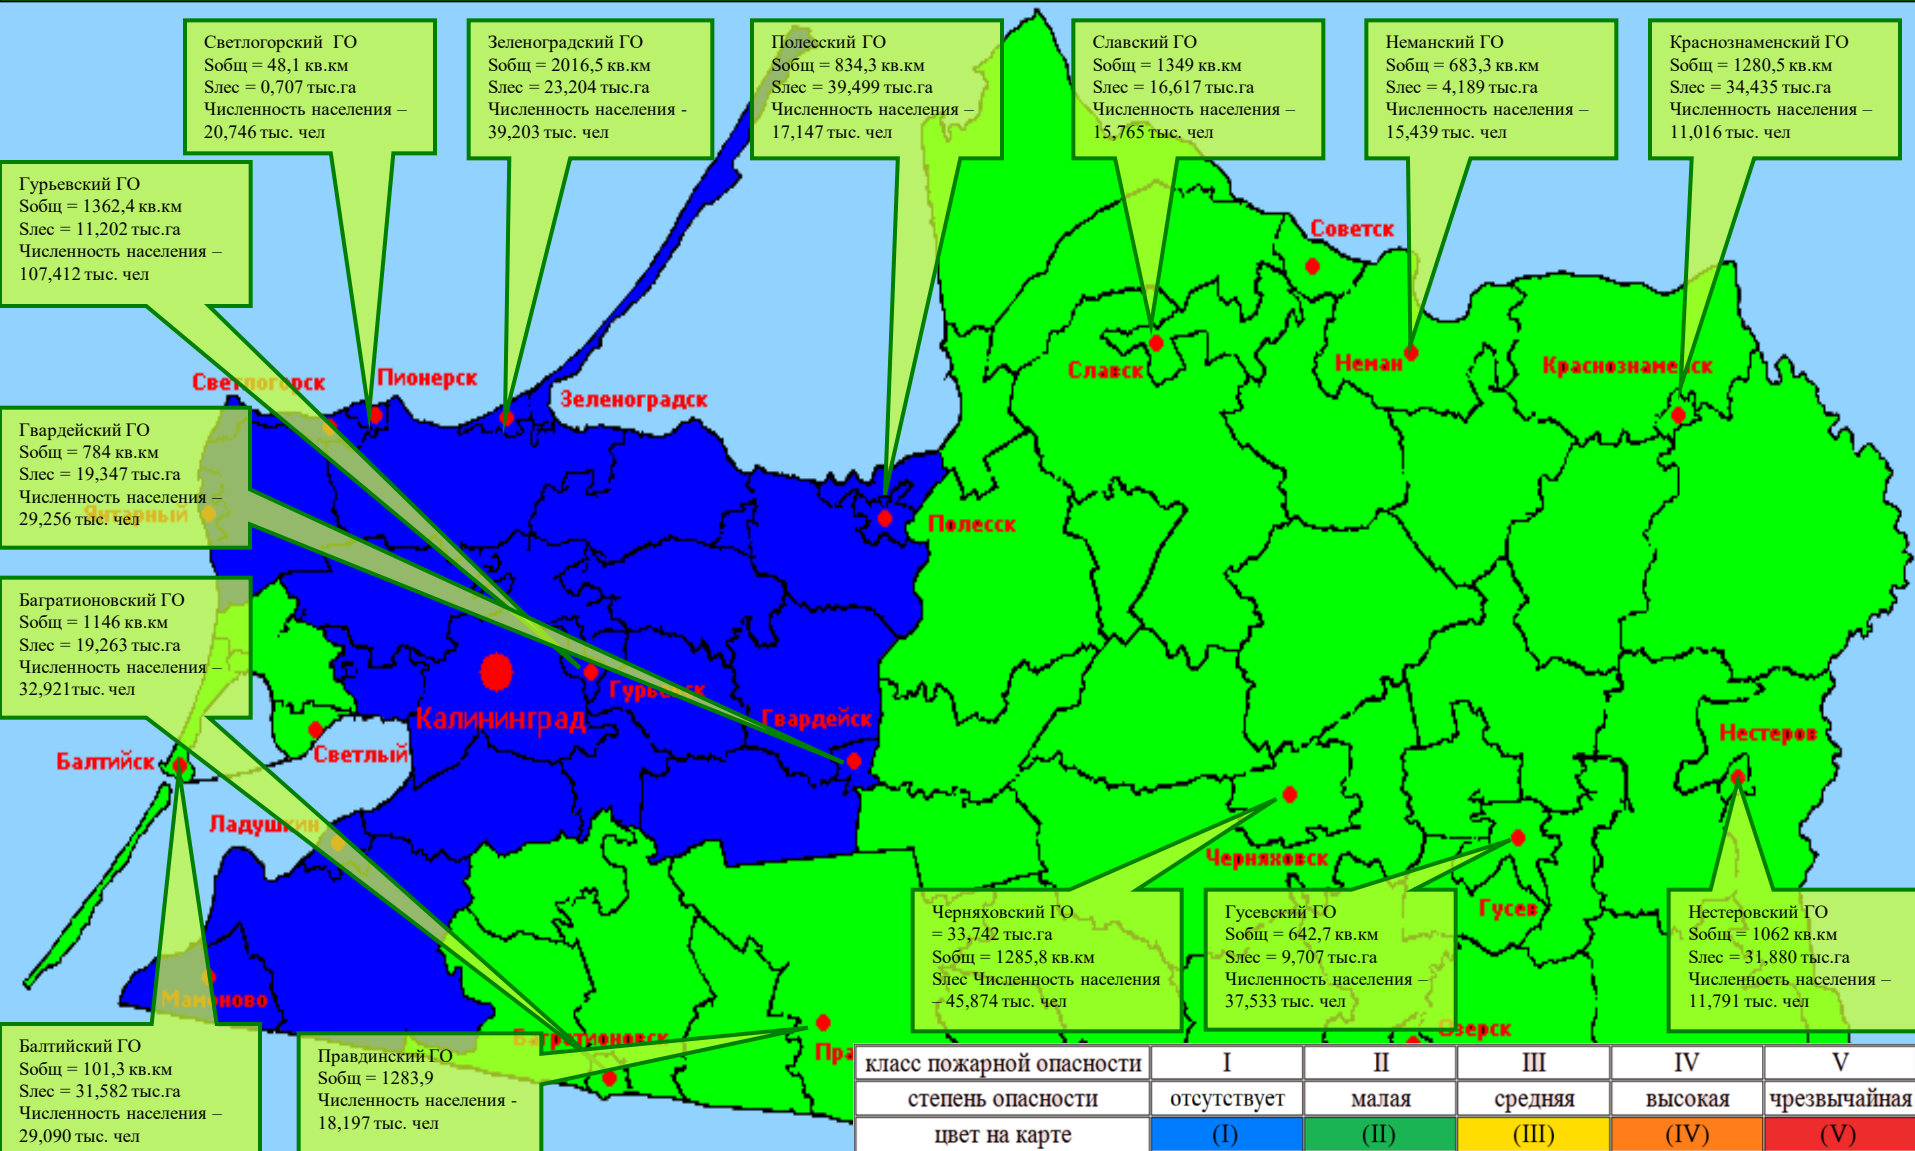 Светлогорский ГО
Sобщ = 48,1 кв.км
Sлес = 0,707 тыс.га
Численность населения –
20,746 тыс. чел
Зеленоградский ГО
Sобщ = 2016,5 кв.км
Sлес = 23,204 тыс.га
Численность населения -
39,203 тыс. чел
Полесский ГО
Sобщ = 834,3 кв.км
Sлес = 39,499 тыс.га
Численность населения –
17,147 тыс. чел
Славский ГО
Sобщ = 1349 кв.км
Sлес = 16,617 тыс.га
Численность населения –
15,765 тыс. чел
Неманский ГО
Sобщ = 683,3 кв.км
Sлес = 4,189 тыс.га
Численность населения –
15,439 тыс. чел
Краснознаменский ГО
Sобщ = 1280,5 кв.км
Sлес = 34,435 тыс.га
Численность населения –
11,016 тыс. чел
Гурьевский ГО
Sобщ = 1362,4 кв.км
Sлес = 11,202 тыс.га
Численность населения –
107,412 тыс. чел
Советск
Светлогорск
Пионерск
Зеленоградск
Славск
Неман
Краснознаменск
Гвардейский ГО
Sобщ = 784 кв.км
Sлес = 19,347 тыс.га
Численность населения –
29,256 тыс. чел
Янтарный
Полесск
Багратионовский ГО
Sобщ = 1146 кв.км
Sлес = 19,263 тыс.га
Численность населения –
32,921тыс. чел
Гурьевск
Калининград
Гвардейск
Нестеров
Балтийск
Светлый
Ладушкин
Черняховск
Гусев
Мамоново
Багратионовск
Озерск
Пра
Черняховский ГО
= 33,742 тыс.га
Sобщ = 1285,8 кв.км
Sлес Численность населения
– 45,874 тыс. чел
Гусевский ГО
Sобщ = 642,7 кв.км
Sлес = 9,707 тыс.га
Численность населения –
37,533 тыс. чел
Нестеровский ГО
Sобщ = 1062 кв.км
Sлес = 31,880 тыс.га
Численность населения –
11,791 тыс. чел
Балтийский ГО
Sобщ = 101,3 кв.км
Sлес = 31,582 тыс.га
Численность населения –
29,090 тыс. чел
Правдинский ГО
Sобщ = 1283,9
Численность населения -
18,197 тыс. чел
класс пожарной опасности I II III IV V
степень опасности отсутствует малая средняя высокая чрезвычайная
цвет на карте (I) (II) (III) (IV) (V)